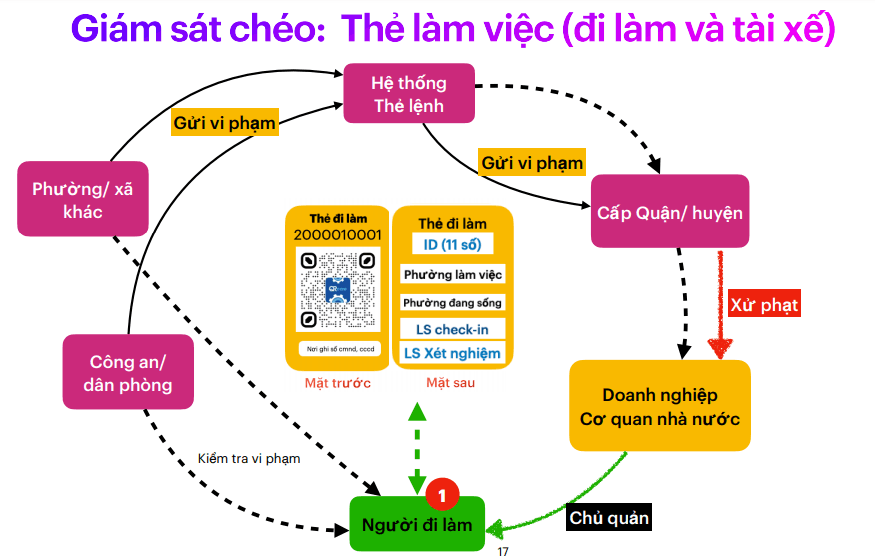 Giám sát chéo: Thẻ làm việc (đi làm và tài xế)
Hệ thống
Thẻ lệnh
Gửi vi phạm
Gửi vi phạm
Phường/ xã
khác
Cấp Quận/ huyện
Thẻ đi làm
2000010001
Nơi ghi số cmnd, cccd
Mặt trước
Thẻ đi làm
ID (11 số)
Phường làm việc
Phường đang sống
LS check-in
LS Xét nghiệm
Mặt sau
Xử phạt
Công an/
dân phòng
Doanh nghiệp
Cơ quan nhà nước
Kiểm tra vi phạm
1
Người đi làm
Chủ quản
17